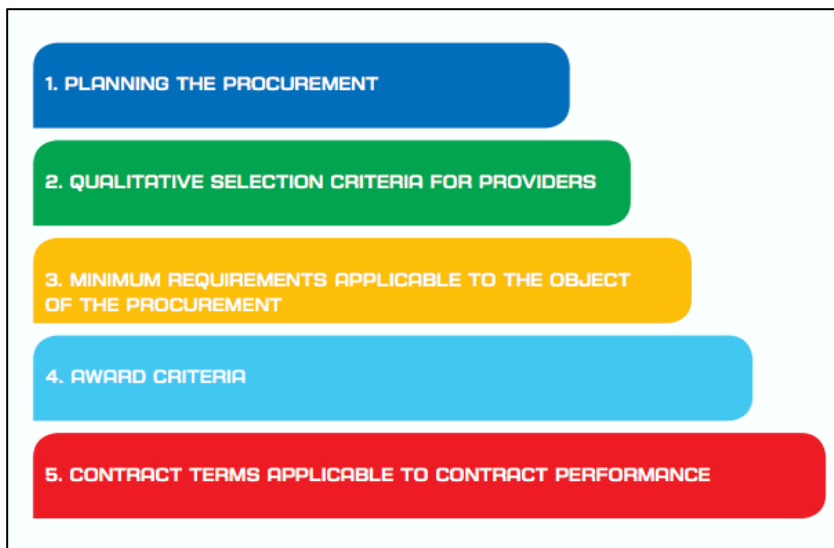 1. PLANNING THE PROCUREMENT
2. QUALITATIVE SELECTION CRITERIA FOR PROVIDERS
3. MINIMUM REQUIREMENTS APPLICABLE TO THE OBJECT
OF THE PROCUREMENT
4. AWARD CRITERIA
5. CONTRACT TERMS APPLICABLE TO CONTRACT PERFORMANCE